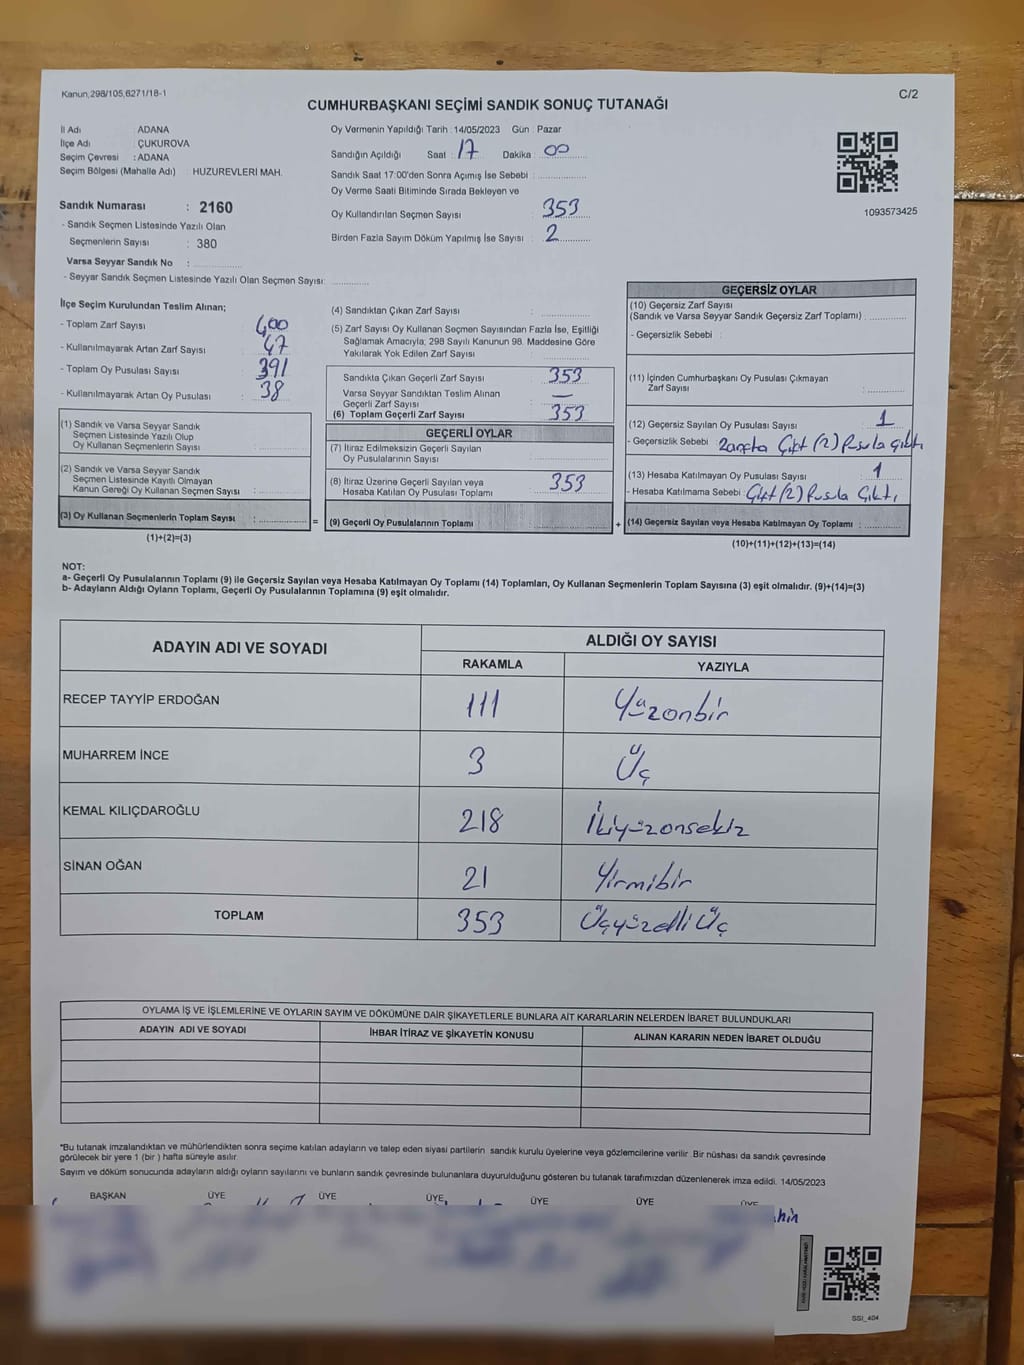 Kanun,298/105,6271/18-1
C/2
CUMHURBAŞKANI SEÇİMİ SANDIK SONUÇ TUTANAĞI
İl Adı : ADANA
İlçe Adı : ÇUKUROVA
Seçim Çevresi : ADANA
Seçim Bölgesi (Mahalle Adı) HUZUREVLERİ MAH.
Sandık Numarası : 2160
- Sandık Seçmen Listesinde Yazılı Olan
Seçmenlerin Sayısı : 380
Varsa Seyyar Sandık No :
- Seyyar Sandık Seçmen Listesinde Yazılı Olan Seçmen Sayısı:
Oy Vermenin Yapıldığı Tarih : 14/05/2023 Gün : Pazar
Sandığın Açıldığı Saat : 17 Dakika : 00
Sandık Saat 17:00'den Sonra Açımış İse Sebebi :
Oy Verme Saati Bitiminde Sırada Bekleyen ve
Oy Kullandırılan Seçmen Sayısı : 353
Birden Fazla Sayım Döküm Yapılmış İse Sayısı : 2
1093573425
İlçe Seçim Kurulundan Teslim Alınan;
- Toplam Zarf Sayısı : 400
- Kullanılmayarak Artan Zarf Sayısı : 47
- Toplam Oy Pusulası Sayısı : 391
- Kullanılmayarak Artan Oy Pusulası : 38
(1) Sandık ve Varsa Seyyar Sandık
Seçmen Listesinde Yazılı Olup
Oy Kullanan Seçmenlerin Sayısı :
(2) Sandık ve Varsa Seyyar Sandık
Seçmen Listesinde Kayıtlı Olmayan
Kanun Gereği Oy Kullanan Seçmen Sayısı :
(3) Oy Kullanan Seçmenlerin Toplam Sayısı : =
(1)+(2)=(3)
(4) Sandıktan Çıkan Zarf Sayısı :
(5) Zarf Sayısı Oy Kullanan Seçmen Sayısından Fazla İse, Eşitliği
Sağlamak Amacıyla, 298 Sayılı Kanunun 98. Maddesine Göre
Yakılarak Yok Edilen Zarf Sayısı :
Sandıkta Çıkan Geçerli Zarf Sayısı : 353
Varsa Seyyar Sandıktan Teslim Alınan
Geçerli Zarf Sayısı : —
(6) Toplam Geçerli Zarf Sayısı : 353
GEÇERLİ OYLAR
(7) İtiraz Edilmeksizin Geçerli Sayılan
Oy Pusulalarının Sayısı :
(8) İtiraz Üzerine Geçerli Sayılan veya
Hesaba Katılan Oy Pusulası Toplamı : 353
(9) Geçerli Oy Pusulalarının Toplamı : +
GEÇERSİZ OYLAR
(10) Geçersiz Zarf Sayısı
(Sandık ve Varsa Seyyar Sandık Geçersiz Zarf Toplamı) :
- Geçersizlik Sebebi :
(11) İçinden Cumhurbaşkanı Oy Pusulası Çıkmayan
Zarf Sayısı :
(12) Geçersiz Sayılan Oy Pusulası Sayısı : 1
- Geçersizlik Sebebi : Zarfta Çift (2) Pusula Çıktı
(13) Hesaba Katılmayan Oy Pusulası Sayısı : 1
- Hesaba Katılmama Sebebi : Çift (2) Pusula Çıktı,
(14) Geçersiz Sayılan veya Hesaba Katılmayan Oy Toplamı :
(10)+(11)+(12)+(13)=(14)
NOT:
a- Geçerli Oy Pusulalarının Toplamı (9) ile Geçersiz Sayılan veya Hesaba Katılmayan Oy Toplamı (14) Toplamları, Oy Kullanan Seçmenlerin Toplam Sayısına (3) eşit olmalıdır. (9)+(14)=(3)
b- Adayların Aldığı Oyların Toplamı, Geçerli Oy Pusulalarının Toplamına (9) eşit olmalıdır.
ADAYIN ADI VE SOYADI ALDIĞI OY SAYISI
RAKAMLA YAZIYLA
RECEP TAYYİP ERDOĞAN 111 Yüzonbir
MUHARREM İNCE 3 Üç
KEMAL KILIÇDAROĞLU 218 İkiyüzonsekiz
SİNAN OĞAN 21 Yirmibir
TOPLAM 353 Üçyüzelli Üç
OYLAMA İŞ VE İŞLEMLERİNE VE OYLARIN SAYIM VE DÖKÜMÜNE DAİR ŞİKAYETLERLE BUNLARA AİT KARARLARIN NELERDEN İBARET BULUNDUKLARI
ADAYIN ADI VE SOYADI İHBAR İTİRAZ VE ŞİKAYETİN KONUSU ALINAN KARARIN NEDEN İBARET OLDUĞU
*Bu tutanak imzalandıktan ve mühürlendikten sonra seçime katılan adayların ve talep eden siyasi partilerin sandık kurulu üyelerine veya gözlemcilerine verilir. Bir nüshası da sandık çevresinde
görülecek bir yere 1 (bir ) hafta süreyle asılır.
Sayım ve döküm sonucunda adayların aldığı oyların sayılarını ve bunların sandık çevresinde bulunanlara duyurulduğunu gösteren bu tutanak tarafımızdan düzenlenerek imza edildi. 14/05/2023
BAŞKAN ÜYE ÜYE ÜYE ÜYE ÜYE ÜYE
SSİ_404